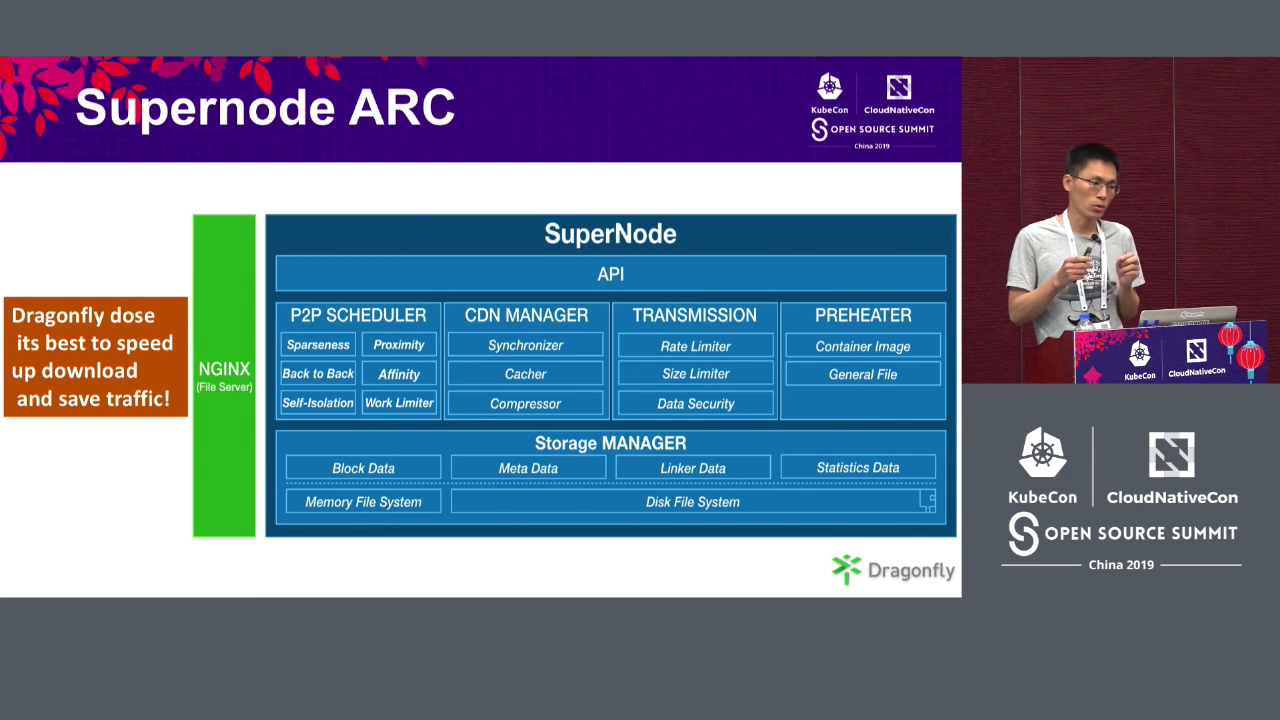 Supernode ARC
KubeCon
CloudNativeCon
OPEN SOURCE SUMMIT
China 2019
Dragonfly dose
its best to speed
up download
and save traffic!
NGINX
(File Server)
SuperNode
API
P2P SCHEDULER
Sparseness
Proximity
Back to Back
Affinity
Self-Isolation
Work Limiter
CDN MANAGER
Synchronizer
Cacher
Compressor
TRANSMISSION
Rate Limiter
Size Limiter
Data Security
PREHEATER
Container Image
General File
Storage MANAGER
Block Data
Meta Data
Linker Data
Statistics Data
Memory File System
Disk File System
Dragonfly
KubeCon
CloudNativeCon
KubeCon
CloudNativeCon
OPEN SOURCE SUMMIT
China 2019